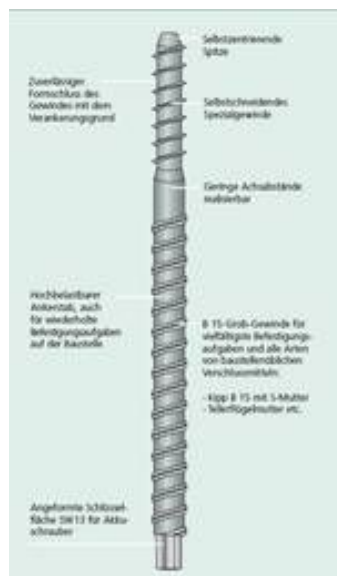 Selbstzentrierende
Spitze
Zuverlässiger
Formschluss des
Gewindes mit dem
Verankerungsgrund
Selbstschneidendes
Spezialgewinde
Geringe Achsabstände
realisierbar
Hochbelastbarer
Ankerstab, auch
für wiederholte
Befestigungsaufgaben
auf der Baustelle
B 15-Grob-Gewinde für
vielfältigste Befestigungs-
aufgaben und alle Arten
von baustellenüblichen
Verschlussmitteln:
- Kipp B 15 mit S-Mutter
- Tellerflügelmutter etc.
Angeformte Schlüssel-
fläche SW13 für Akku-
schrauber